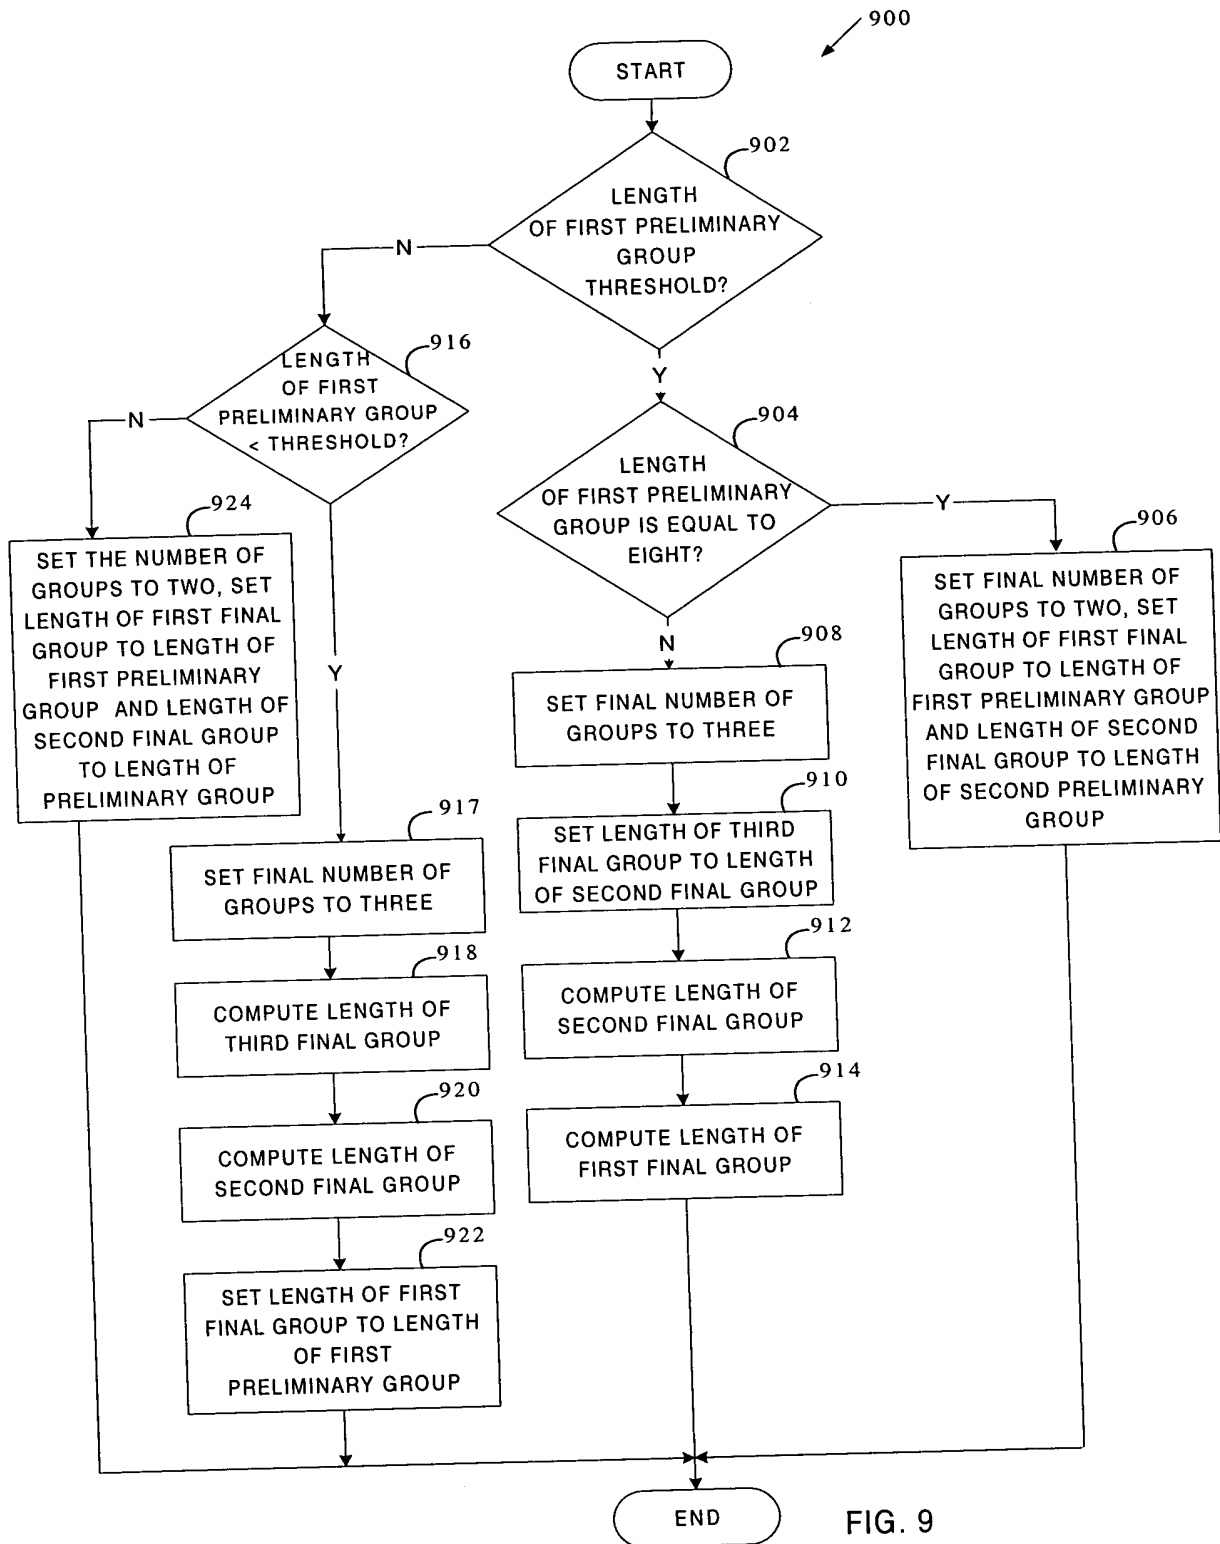 900
START
902
LENGTH
OF FIRST PRELIMINARY
GROUP
THRESHOLD?
N
Y
916
LENGTH
OF FIRST
PRELIMINARY GROUP
< THRESHOLD?
N
Y
904
LENGTH
OF FIRST PRELIMINARY
GROUP IS EQUAL TO
EIGHT?
Y
N
924
SET THE NUMBER OF
GROUPS TO TWO, SET
LENGTH OF FIRST FINAL
GROUP TO LENGTH OF
FIRST PRELIMINARY
GROUP AND LENGTH OF
SECOND FINAL GROUP
TO LENGTH OF
PRELIMINARY GROUP
906
SET FINAL NUMBER OF
GROUPS TO TWO, SET
LENGTH OF FIRST FINAL
GROUP TO LENGTH OF
FIRST PRELIMINARY GROUP
AND LENGTH OF SECOND
FINAL GROUP TO LENGTH
OF SECOND PRELIMINARY
GROUP
908
SET FINAL NUMBER OF
GROUPS TO THREE
910
SET LENGTH OF THIRD
FINAL GROUP TO LENGTH
OF SECOND FINAL GROUP
912
COMPUTE LENGTH OF
SECOND FINAL GROUP
914
COMPUTE LENGTH OF
FIRST FINAL GROUP
917
SET FINAL NUMBER OF
GROUPS TO THREE
918
COMPUTE LENGTH OF
THIRD FINAL GROUP
920
COMPUTE LENGTH OF
SECOND FINAL GROUP
922
SET LENGTH OF FIRST
FINAL GROUP TO LENGTH
OF FIRST
PRELIMINARY GROUP
END
FIG. 9